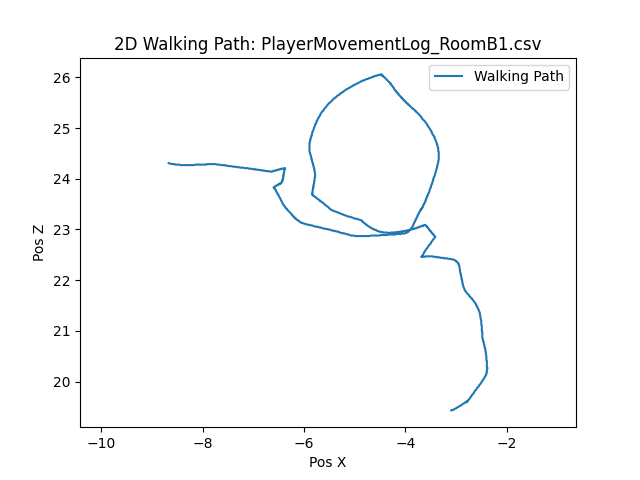 2D Walking Path: PlayerMovementLog_RoomB1.csv
Walking Path
26
25
24
23
22
21
20
Pos Z
−10 −8 −6 −4 −2
Pos X